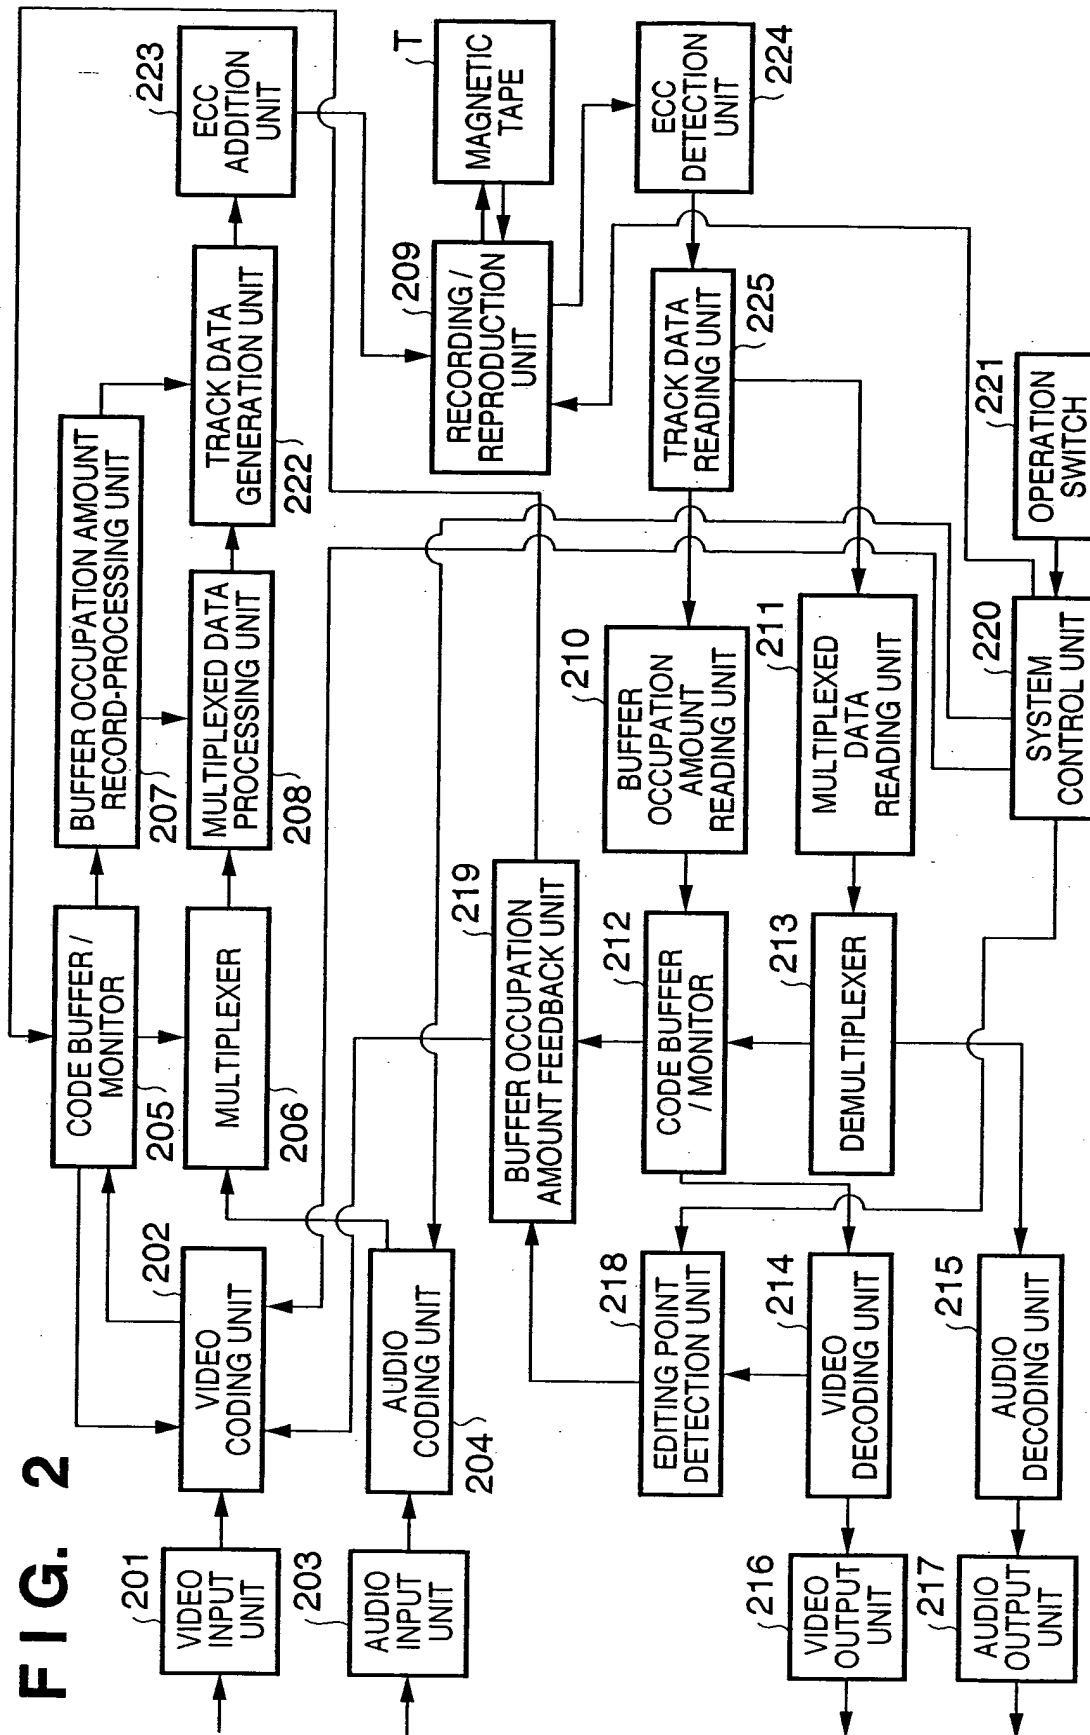 FIG. 2
201
VIDEO
INPUT
UNIT
202
VIDEO
CODING UNIT
203
AUDIO
INPUT
UNIT
AUDIO
CODING UNIT
204
CODE BUFFER /
MONITOR
205
MULTIPLEXER
206
BUFFER OCCUPATION AMOUNT
RECORD-PROCESSING UNIT
207
MULTIPLEXED DATA
PROCESSING UNIT
208
TRACK DATA
GENERATION UNIT
222
223
ECC
ADDITION
UNIT
209
RECORDING /
REPRODUCTION
UNIT
T
MAGNETIC
TAPE
ECC
DETECTION
UNIT
224
TRACK DATA
READING UNIT
225
219
BUFFER OCCUPATION
AMOUNT FEEDBACK UNIT
210
BUFFER
OCCUPATION
AMOUNT
READING UNIT
211
MULTIPLEXED
DATA
READING UNIT
212
CODE BUFFER
/ MONITOR
213
DEMULTIPLEXER
218
EDITING POINT
DETECTION UNIT
214
VIDEO
DECODING UNIT
215
AUDIO
DECODING UNIT
216
VIDEO
OUTPUT
UNIT
217
AUDIO
OUTPUT
UNIT
220
SYSTEM
CONTROL UNIT
221
OPERATION
SWITCH